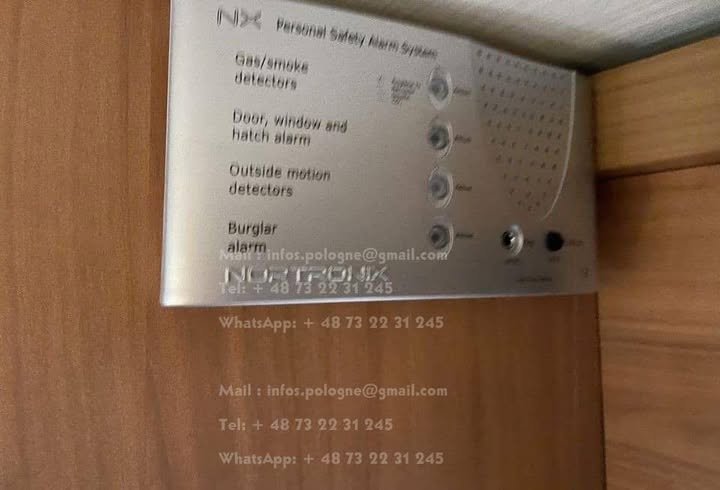 NX Personal Safety Alarm System
Gas/smoke
detectors
Door, window and
hatch alarm
Outside motion
detectors
Burglar
alarm
NORTRONIX
Mail : infos.pologne@gmail.com
Tel: + 48 73 22 31 245
WhatsApp: + 48 73 22 31 245
Mail : infos.pologne@gmail.com
Tel: + 48 73 22 31 245
WhatsApp: + 48 73 22 31 245